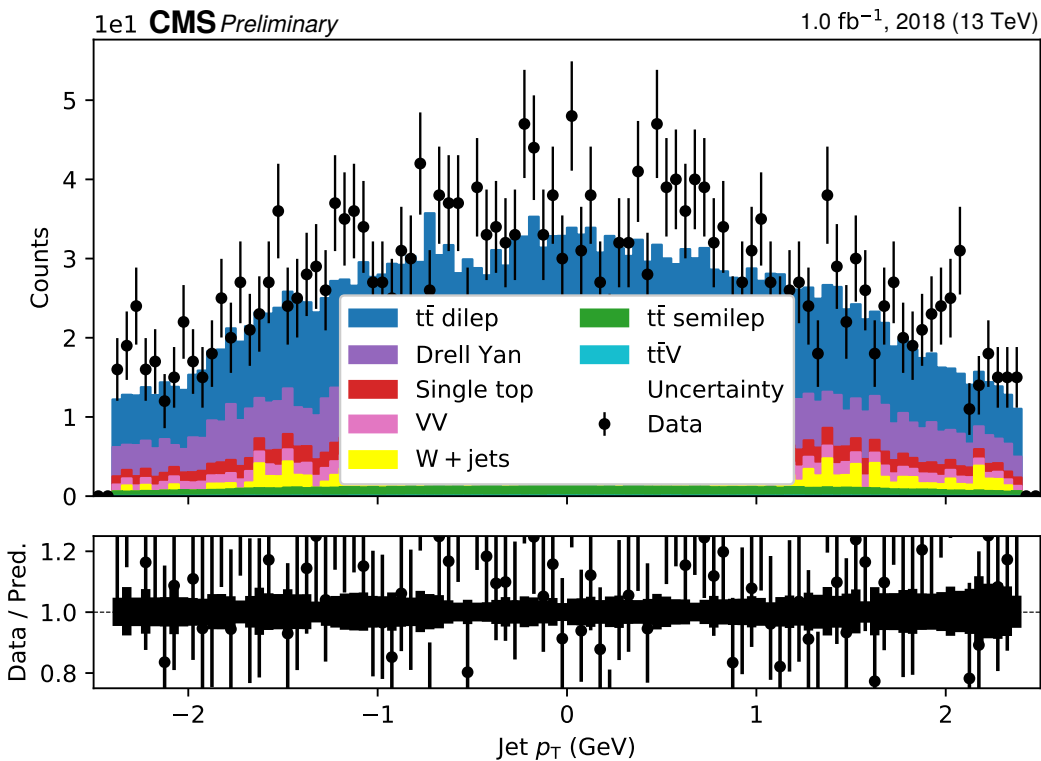 1e1 CMS Preliminary 1.0 fb⁻¹, 2018 (13 TeV)
5
4
3
2
1
0
Counts
tt̄ dilep
Drell Yan
Single top
VV
W + jets
tt̄ semilep
tt̄V
Uncertainty
Data
1.2
1.0
0.8
Data / Pred.
−2 −1 0 1 2
Jet p_T (GeV)